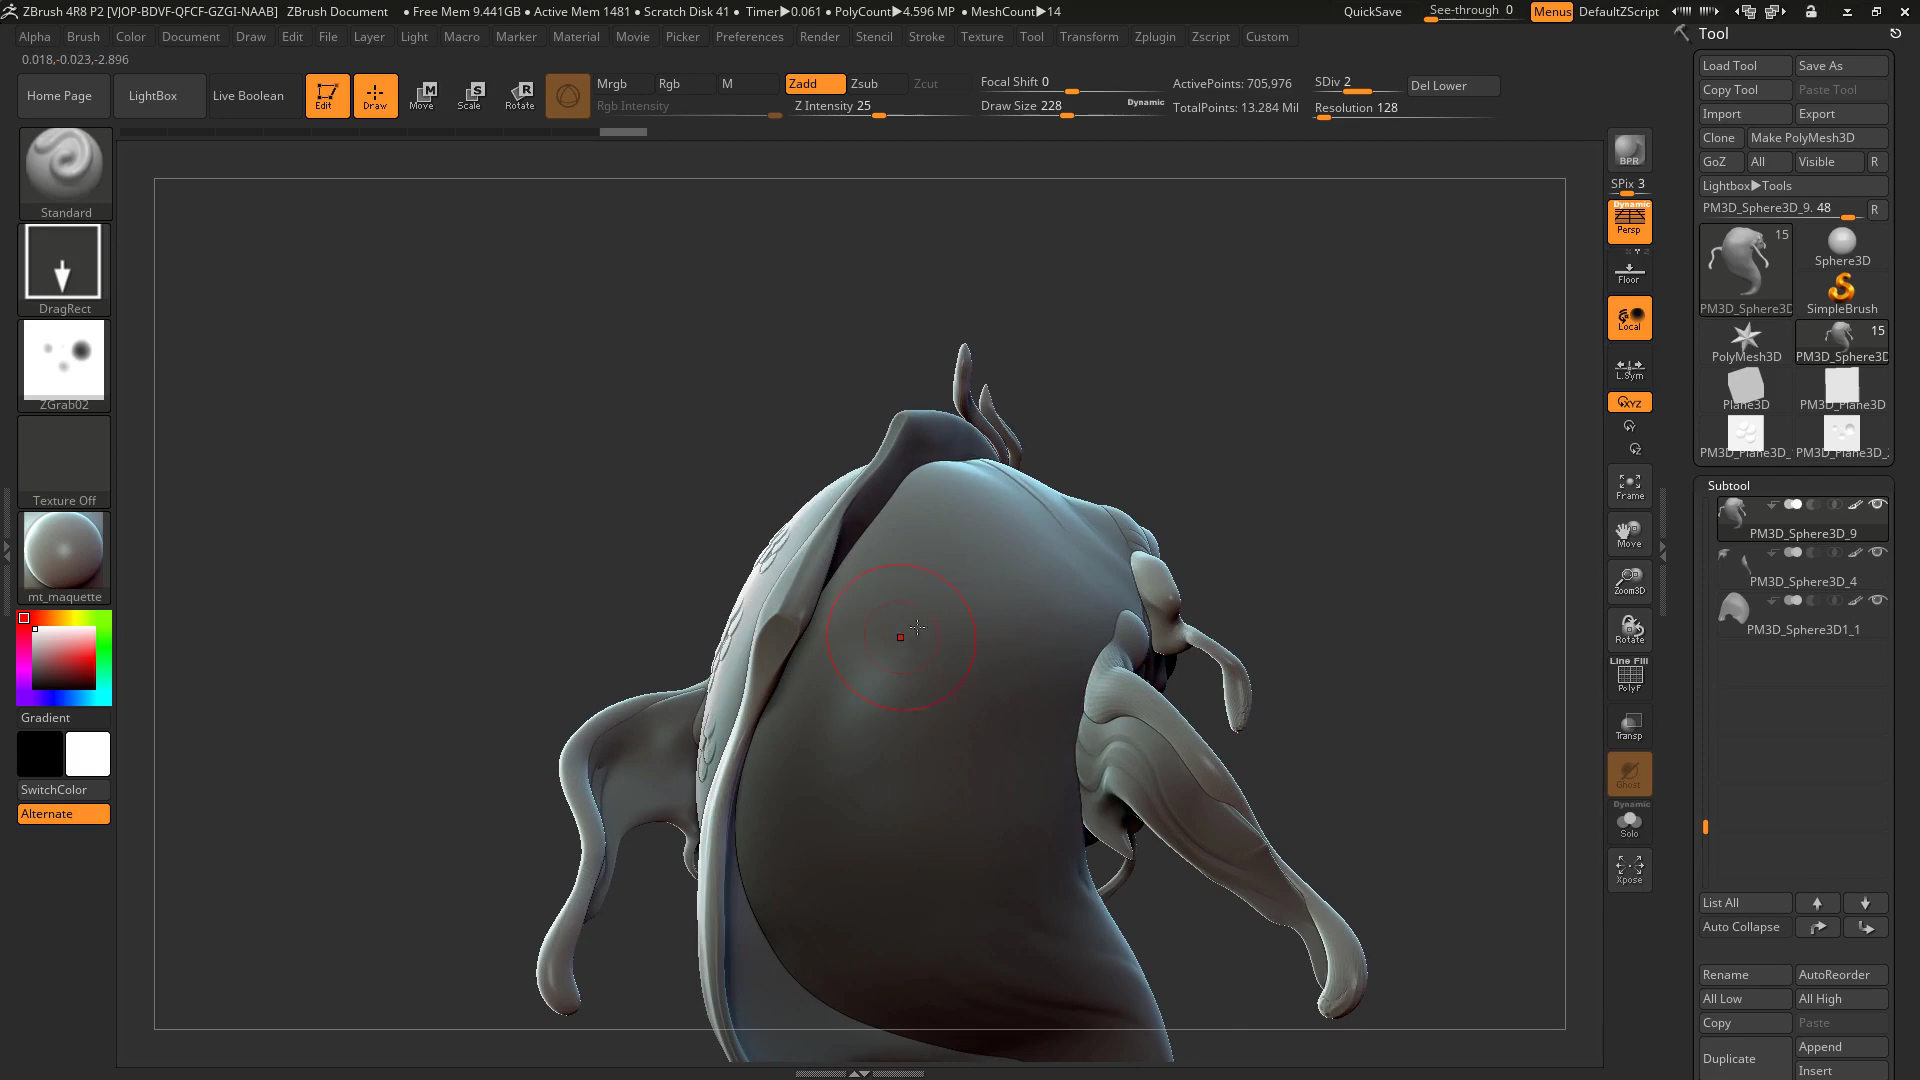 ZBrush 4R8 P2 [VJOP-BDVF-QFCF-GZGI-NAAB] ZBrush Document • Free Mem 9.441GB • Active Mem 1481 • Scratch Disk 41 • Timer▶0.061 • PolyCount▶4.596 MP • MeshCount▶14 QuickSave See-through 0 Menus DefaultZScript
Alpha Brush Color Document Draw Edit File Layer Light Macro Marker Material Movie Picker Preferences Render Stencil Stroke Texture Tool Transform Zplugin Zscript Custom
0.018,-0.023,-2.896
Home Page LightBox Live Boolean Edit Draw Move Scale Rotate
Mrgb Rgb M Zadd Zsub Zcut
Rgb Intensity Z Intensity 25
Focal Shift 0
Draw Size 228 Dynamic
ActivePoints: 705,976
TotalPoints: 13.284 Mil
SDiv 2 Del Lower
Resolution 128
Standard
DragRect
ZGrab02
Texture Off
mt_maquette
Gradient
SwitchColor
Alternate
BPR
SPix 3
Dynamic
Persp
Floor
Local
L.Sym
XYZ
Y
Z
Frame
Move
Zoom3D
Rotate
Line Fill
PolyF
Transp
Ghost
Dynamic
Solo
Xpose
Tool
Load Tool Save As
Copy Tool Paste Tool
Import Export
Clone Make PolyMesh3D
GoZ All Visible R
Lightbox▶Tools
PM3D_Sphere3D_9. 48 R
15
Sphere3D
PM3D_Sphere3D SimpleBrush
15
PolyMesh3D PM3D_Sphere3D
Plane3D PM3D_Plane3D
PM3D_Plane3D_ PM3D_Plane3D_
Subtool
PM3D_Sphere3D_9
PM3D_Sphere3D_4
PM3D_Sphere3D1_1
List All
Auto Collapse
Rename AutoReorder
All Low All High
Copy Paste
Duplicate Append
Insert